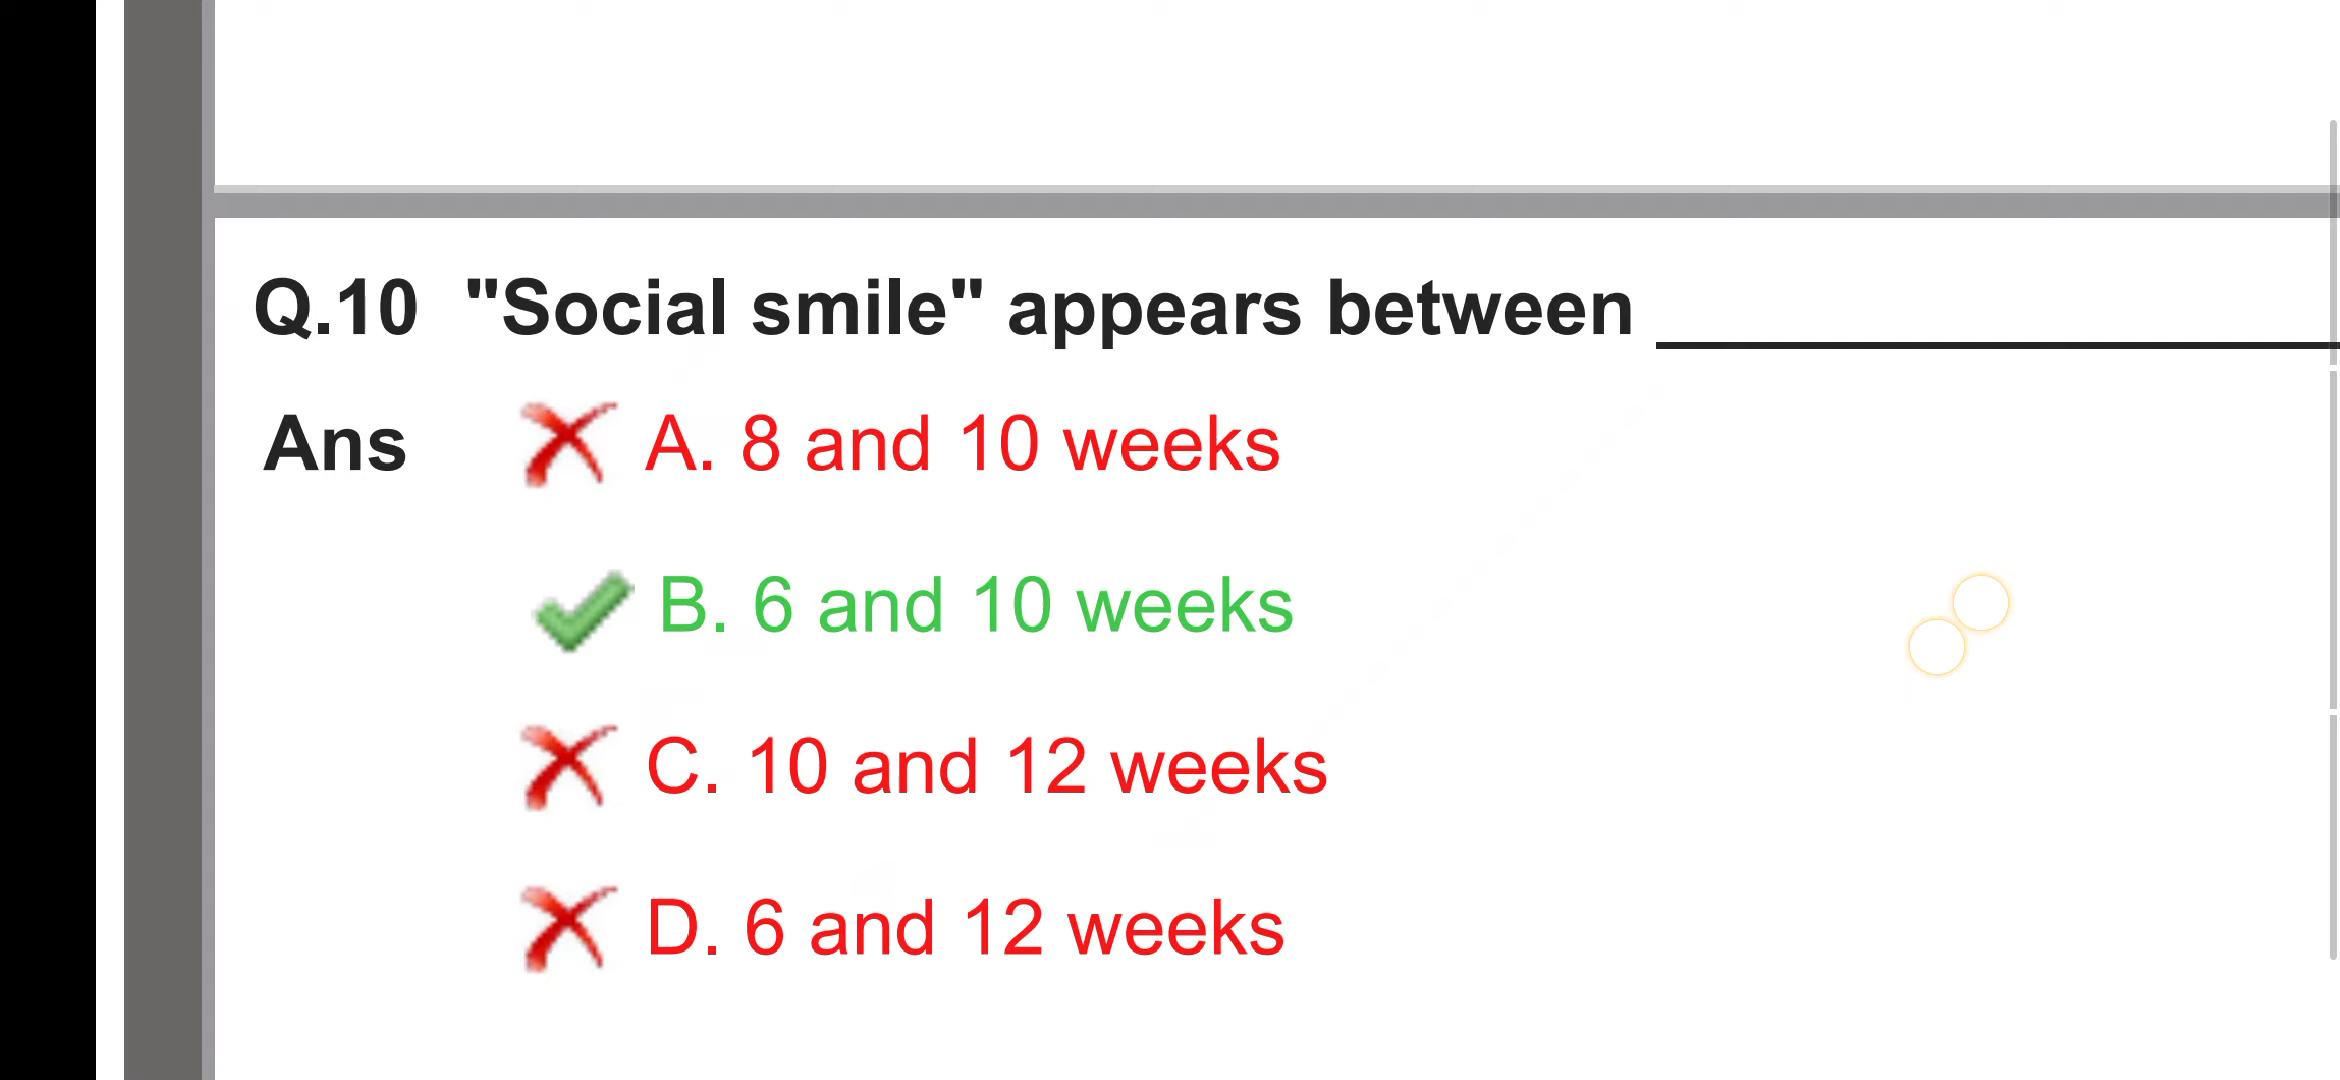 Q.10 "Social smile" appears between ____________
Ans A. 8 and 10 weeks
B. 6 and 10 weeks
C. 10 and 12 weeks
D. 6 and 12 weeks